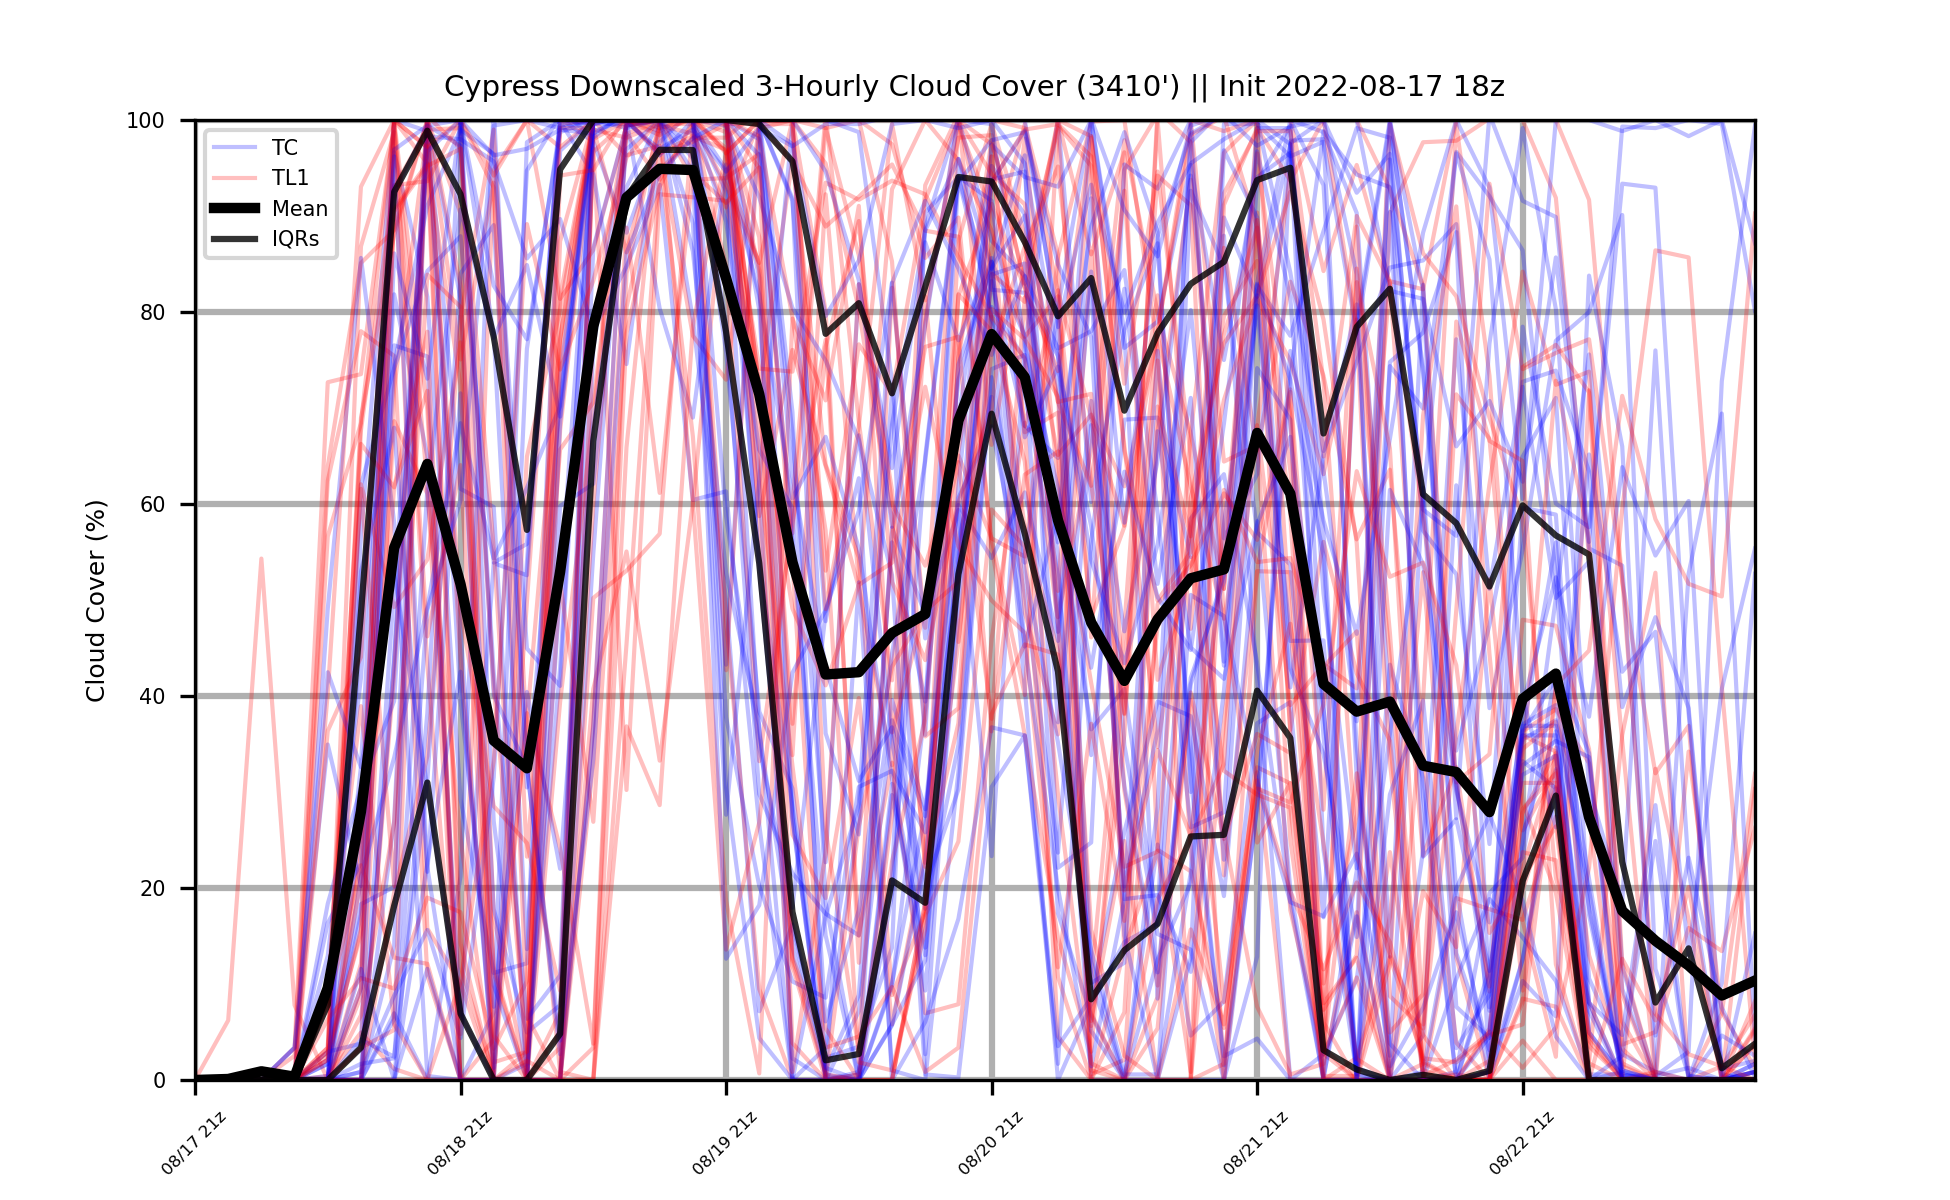 Cypress Downscaled 3-Hourly Cloud Cover (3410') || Init 2022-08-17 18z
TC
TL1
Mean
IQRs
Cloud Cover (%)
100
80
60
40
20
0
08/17 21z
08/18 21z
08/19 21z
08/20 21z
08/21 21z
08/22 21z